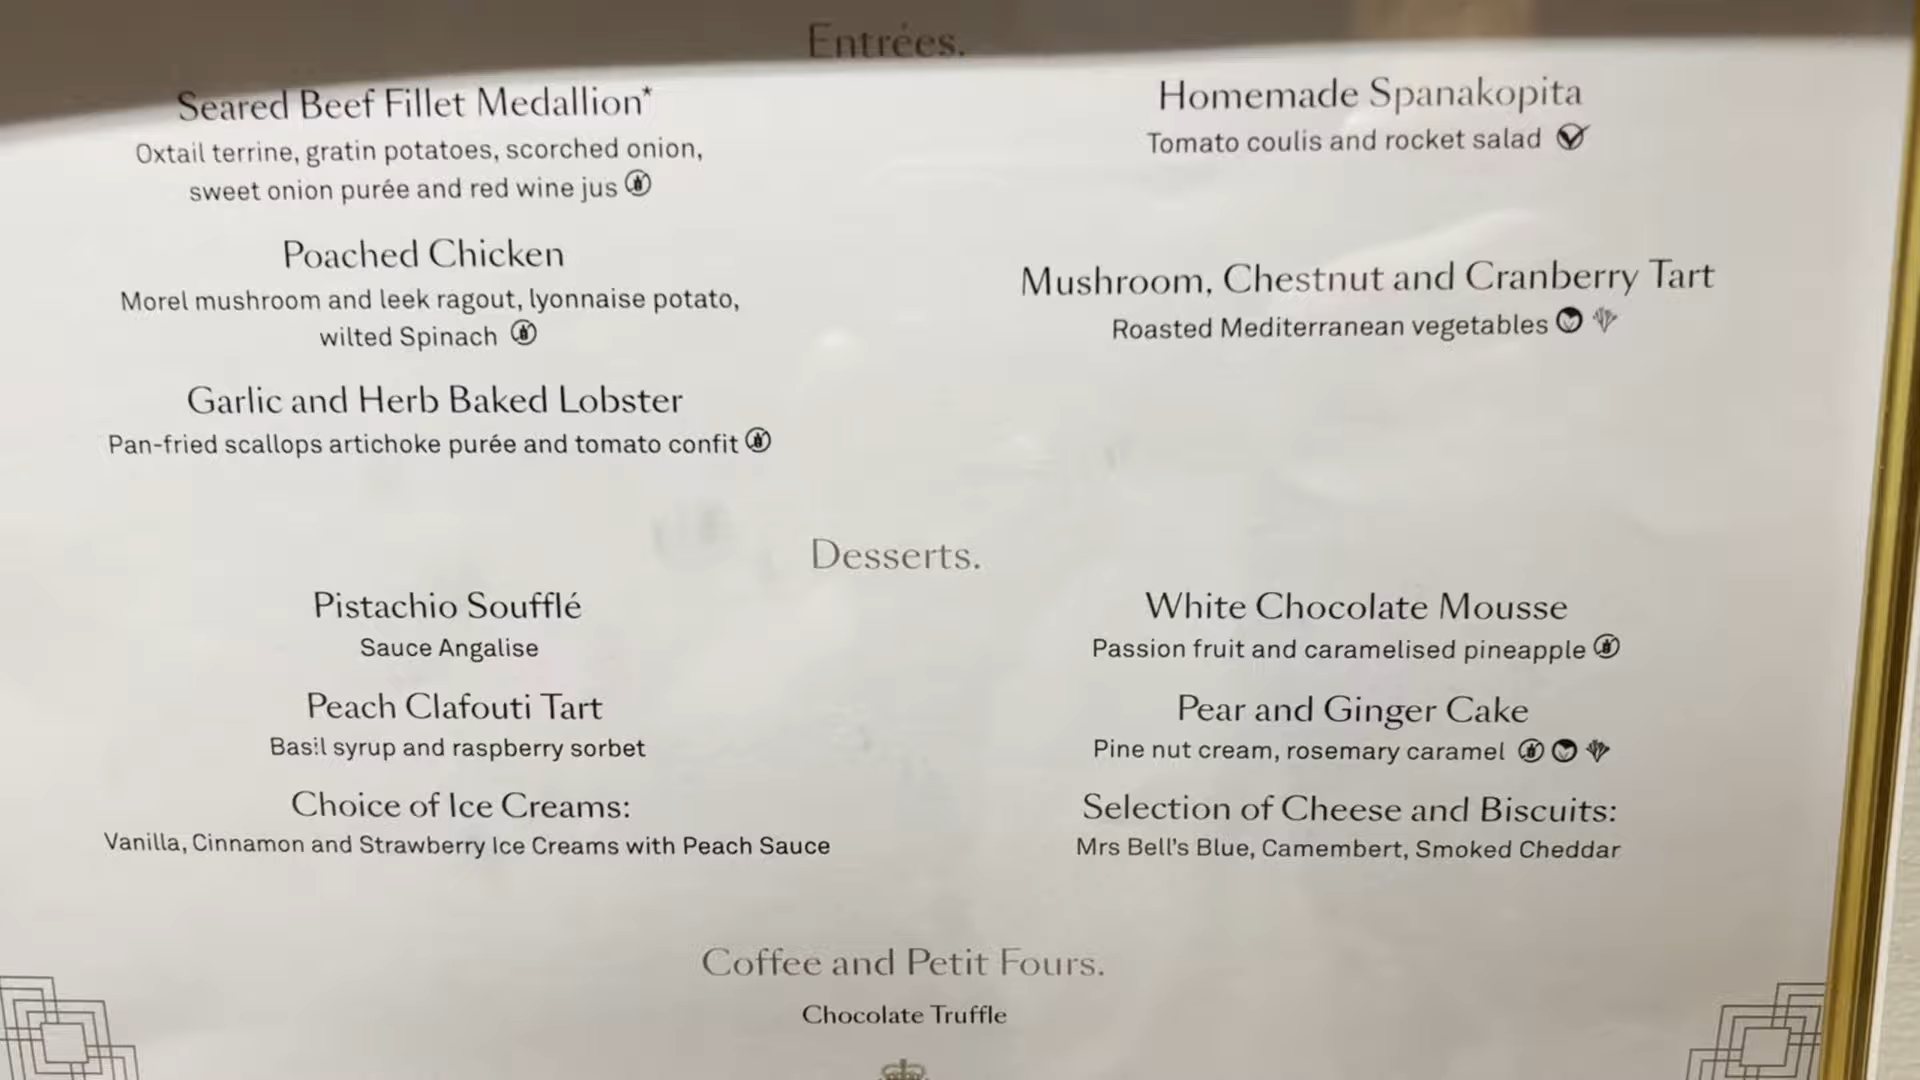 Entrées.
Seared Beef Fillet Medallion*
Oxtail terrine, gratin potatoes, scorched onion,
sweet onion purée and red wine jus
Poached Chicken
Morel mushroom and leek ragout, lyonnaise potato,
wilted Spinach
Garlic and Herb Baked Lobster
Pan-fried scallops artichoke purée and tomato confit
Homemade Spanakopita
Tomato coulis and rocket salad
Mushroom, Chestnut and Cranberry Tart
Roasted Mediterranean vegetables
Desserts.
Pistachio Soufflé
Sauce Angalise
Peach Clafouti Tart
Basil syrup and raspberry sorbet
Choice of Ice Creams:
Vanilla, Cinnamon and Strawberry Ice Creams with Peach Sauce
White Chocolate Mousse
Passion fruit and caramelised pineapple
Pear and Ginger Cake
Pine nut cream, rosemary caramel
Selection of Cheese and Biscuits:
Mrs Bell's Blue, Camembert, Smoked Cheddar
Coffee and Petit Fours.
Chocolate Truffle